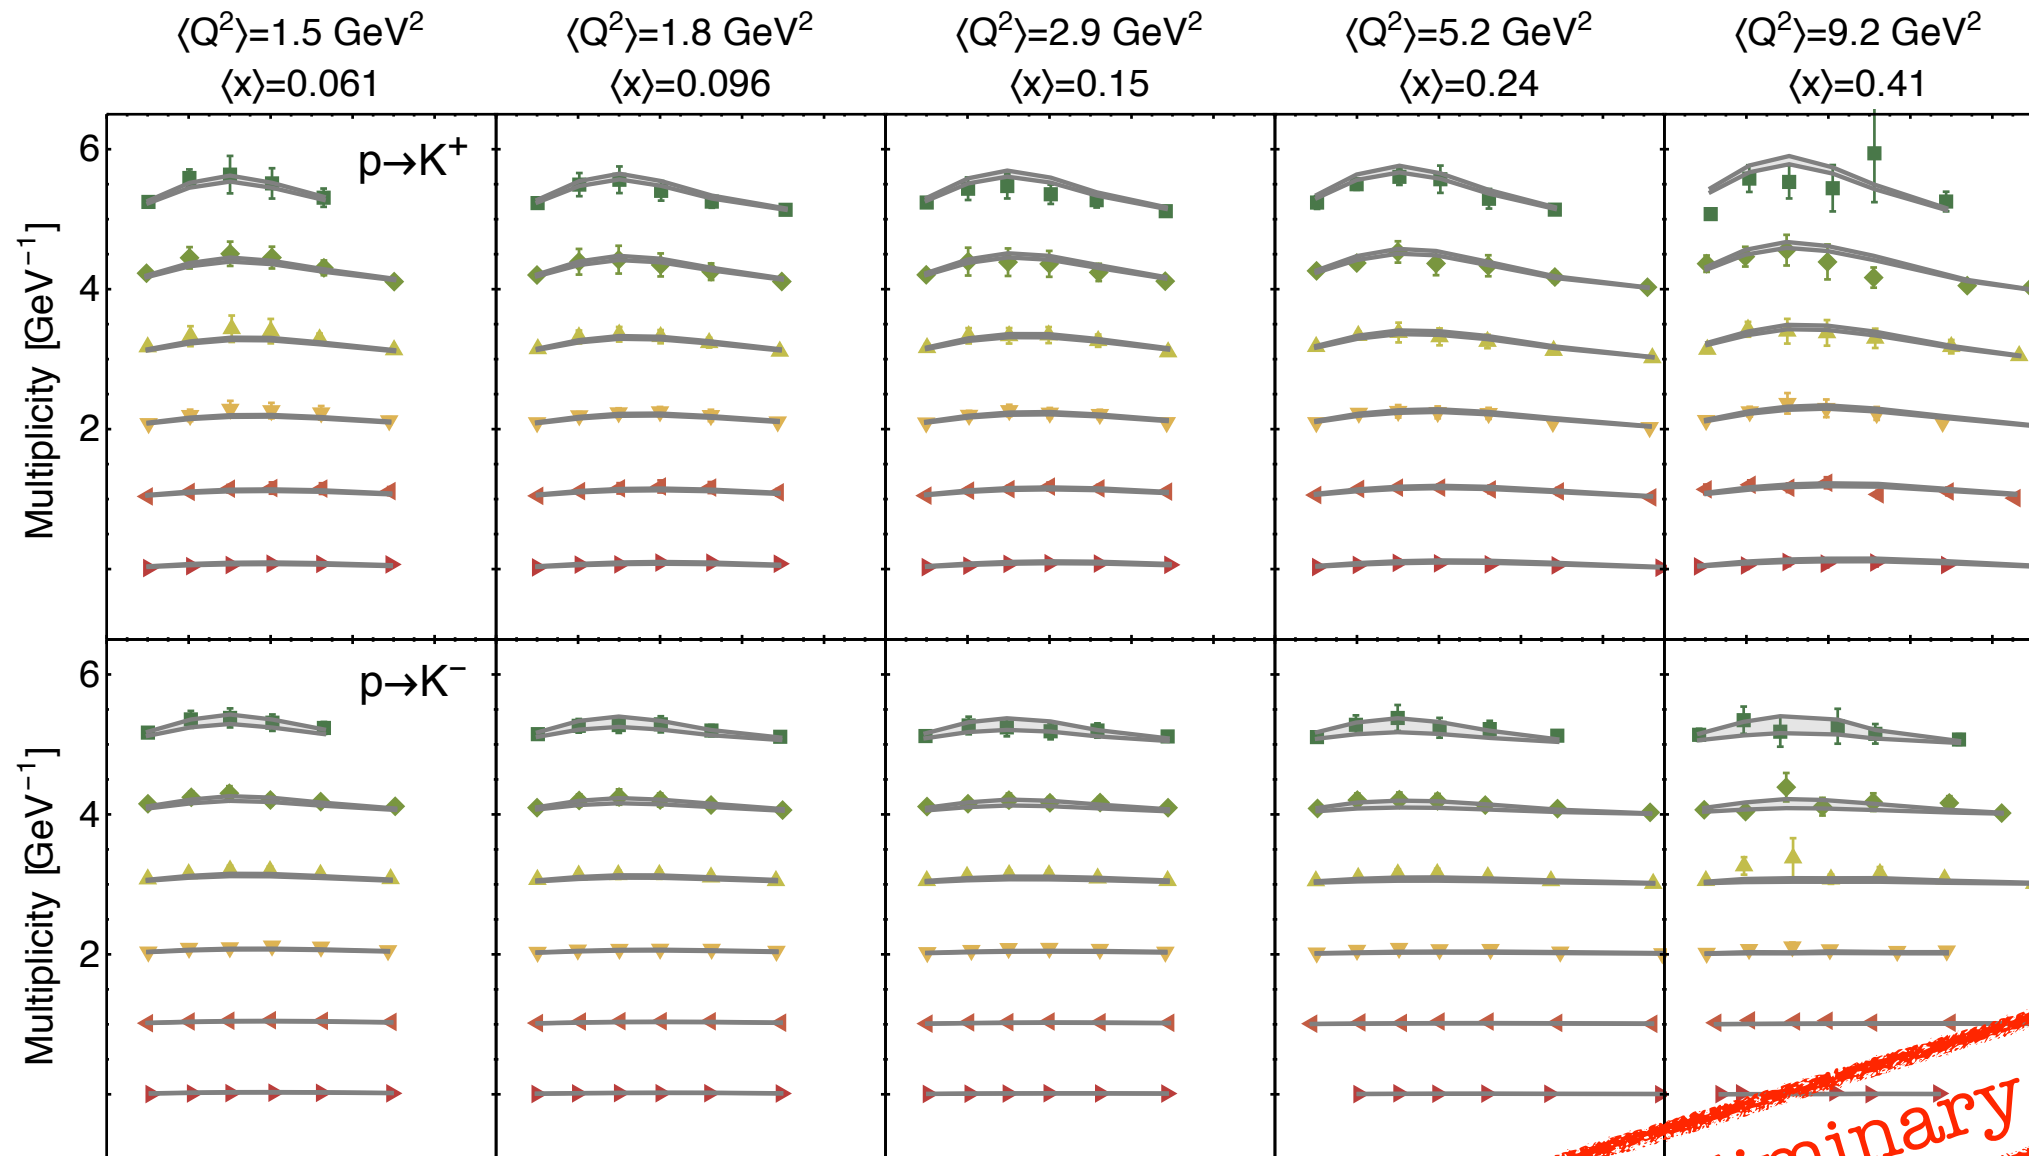 ⟨Q²⟩=1.5 GeV² ⟨Q²⟩=1.8 GeV² ⟨Q²⟩=2.9 GeV² ⟨Q²⟩=5.2 GeV² ⟨Q²⟩=9.2 GeV²
⟨x⟩=0.061 ⟨x⟩=0.096 ⟨x⟩=0.15 ⟨x⟩=0.24 ⟨x⟩=0.41
Multiplicity [GeV⁻¹]
6
4
2
p→K⁺
Multiplicity [GeV⁻¹]
6
4
2
p→K⁻